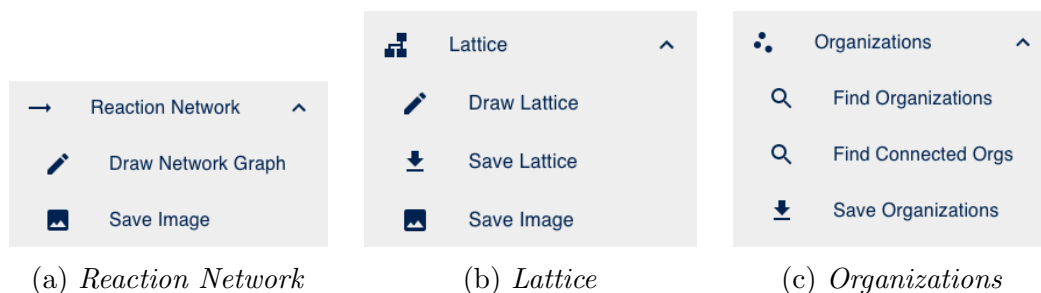 Reaction Network
Draw Network Graph
Save Image
(a) Reaction Network
Lattice
Draw Lattice
Save Lattice
Save Image
(b) Lattice
Organizations
Find Organizations
Find Connected Orgs
Save Organizations
(c) Organizations